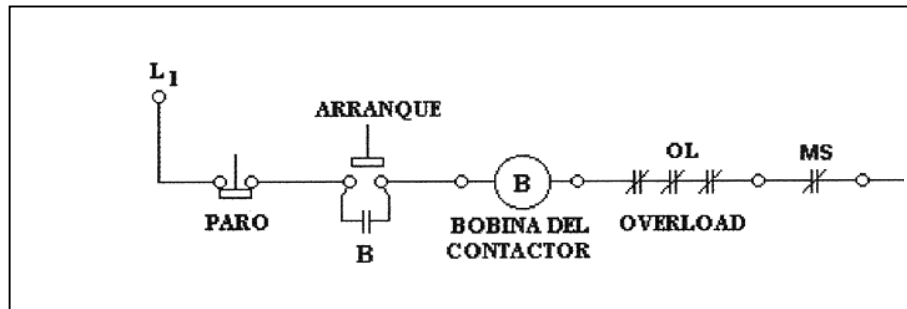 L1
ARRANQUE
OL
MS
B
PARO
B
BOBINA DEL
CONTACTOR
OVERLOAD